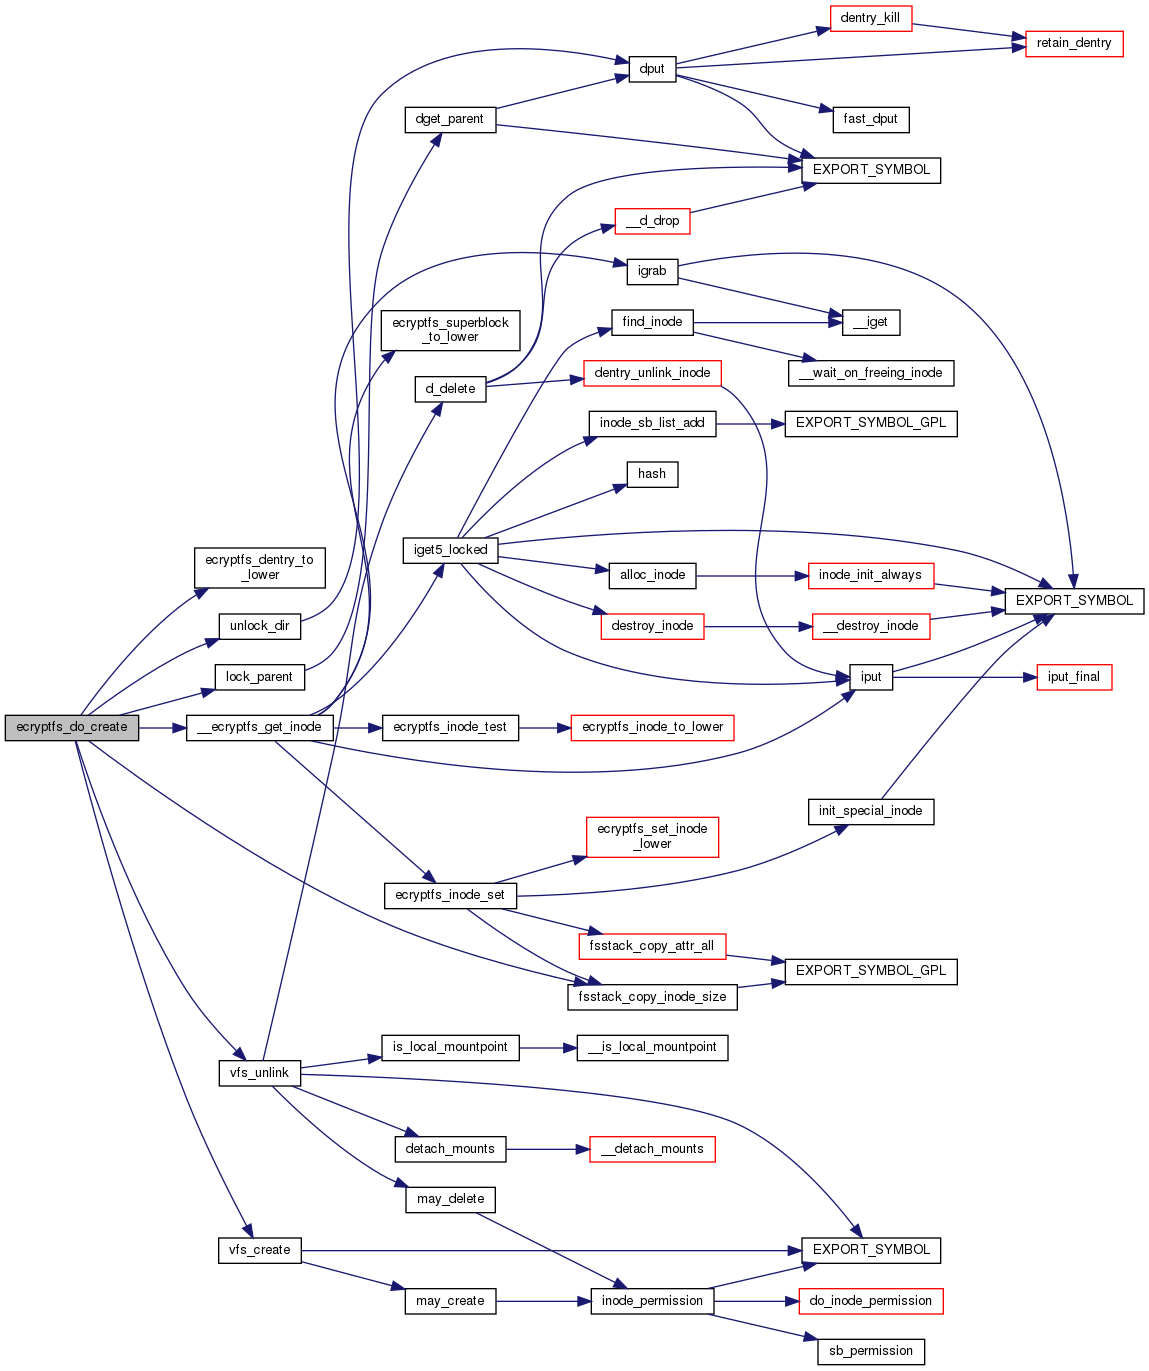 dentry_kill
retain_dentry
dput
dget_parent
fast_dput
EXPORT_SYMBOL
__d_drop
igrab
ecryptfs_superblock
_to_lower
find_inode
__iget
d_delete
dentry_unlink_inode
__wait_on_freeing_inode
inode_sb_list_add
EXPORT_SYMBOL_GPL
hash
iget5_locked
ecryptfs_dentry_to
_lower
alloc_inode
inode_init_always
EXPORT_SYMBOL
unlock_dir
destroy_inode
__destroy_inode
lock_parent
iput
iput_final
ecryptfs_do_create
__ecryptfs_get_inode
ecryptfs_inode_test
ecryptfs_inode_to_lower
init_special_inode
ecryptfs_set_inode
_lower
ecryptfs_inode_set
fsstack_copy_attr_all
EXPORT_SYMBOL_GPL
fsstack_copy_inode_size
is_local_mountpoint
__is_local_mountpoint
vfs_unlink
detach_mounts
__detach_mounts
may_delete
vfs_create
EXPORT_SYMBOL
may_create
inode_permission
do_inode_permission
sb_permission